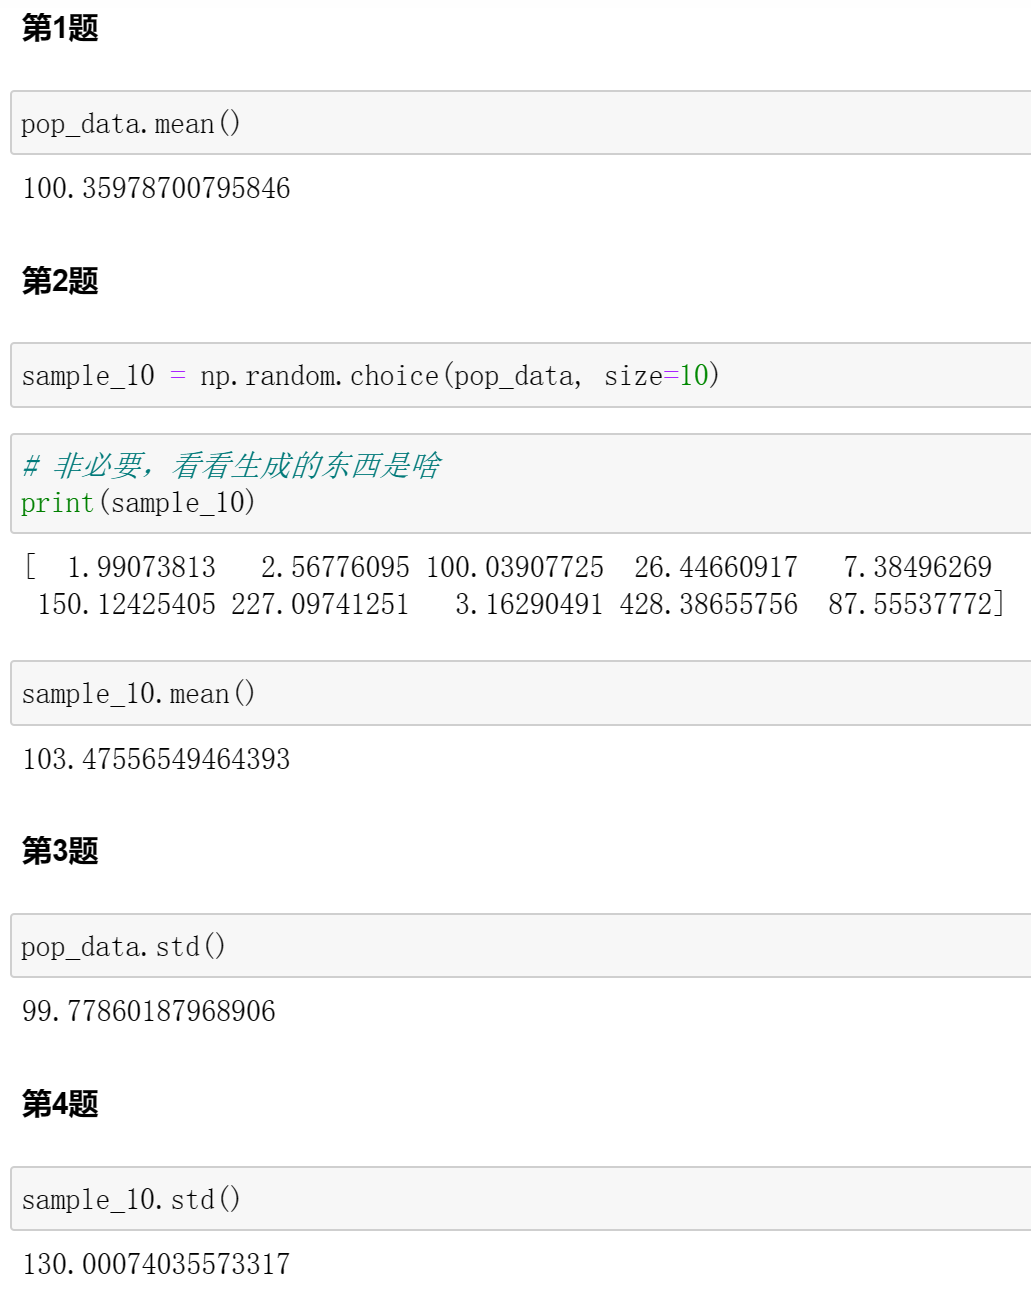 第1题
pop_data.mean()
100.35978700795846
第2题
sample_10 = np.random.choice(pop_data, size=10)
# 非必要，看看生成的东西是啥
print(sample_10)
[  1.99073813   2.56776095 100.03907725  26.44660917   7.38496269
 150.12425405 227.09741251   3.16290491 428.38655756  87.55537772]
sample_10.mean()
103.47556549464393
第3题
pop_data.std()
99.77860187968906
第4题
sample_10.std()
130.00074035573317